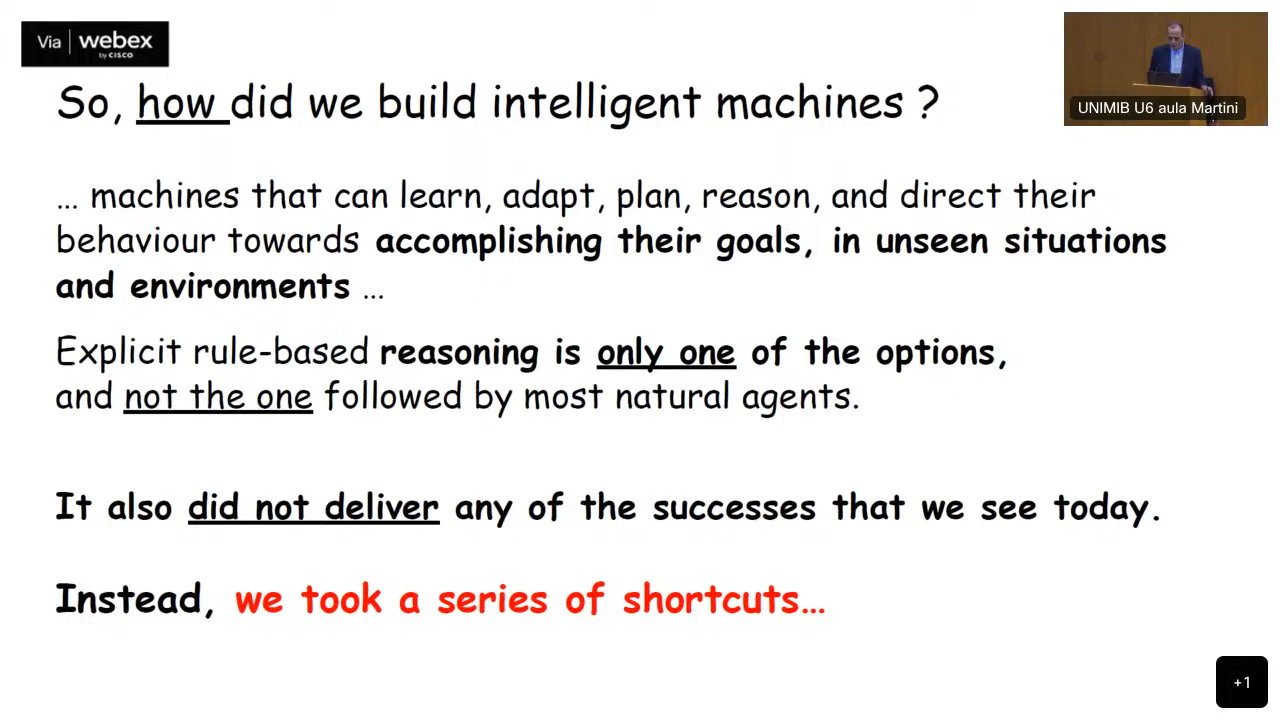 Via | webex
by CISCO
UNIMIB U6 aula Martini
So, how did we build intelligent machines ?
... machines that can learn, adapt, plan, reason, and direct their
behaviour towards accomplishing their goals, in unseen situations
and environments ...
Explicit rule-based reasoning is only one of the options,
and not the one followed by most natural agents.
It also did not deliver any of the successes that we see today.
Instead, we took a series of shortcuts...
+1